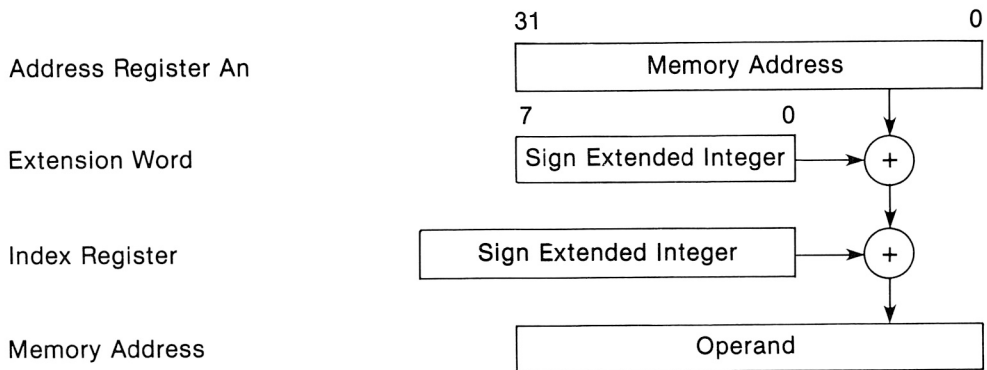 31 0
Address Register An Memory Address
7 0
Extension Word Sign Extended Integer +
Index Register Sign Extended Integer +
Memory Address Operand